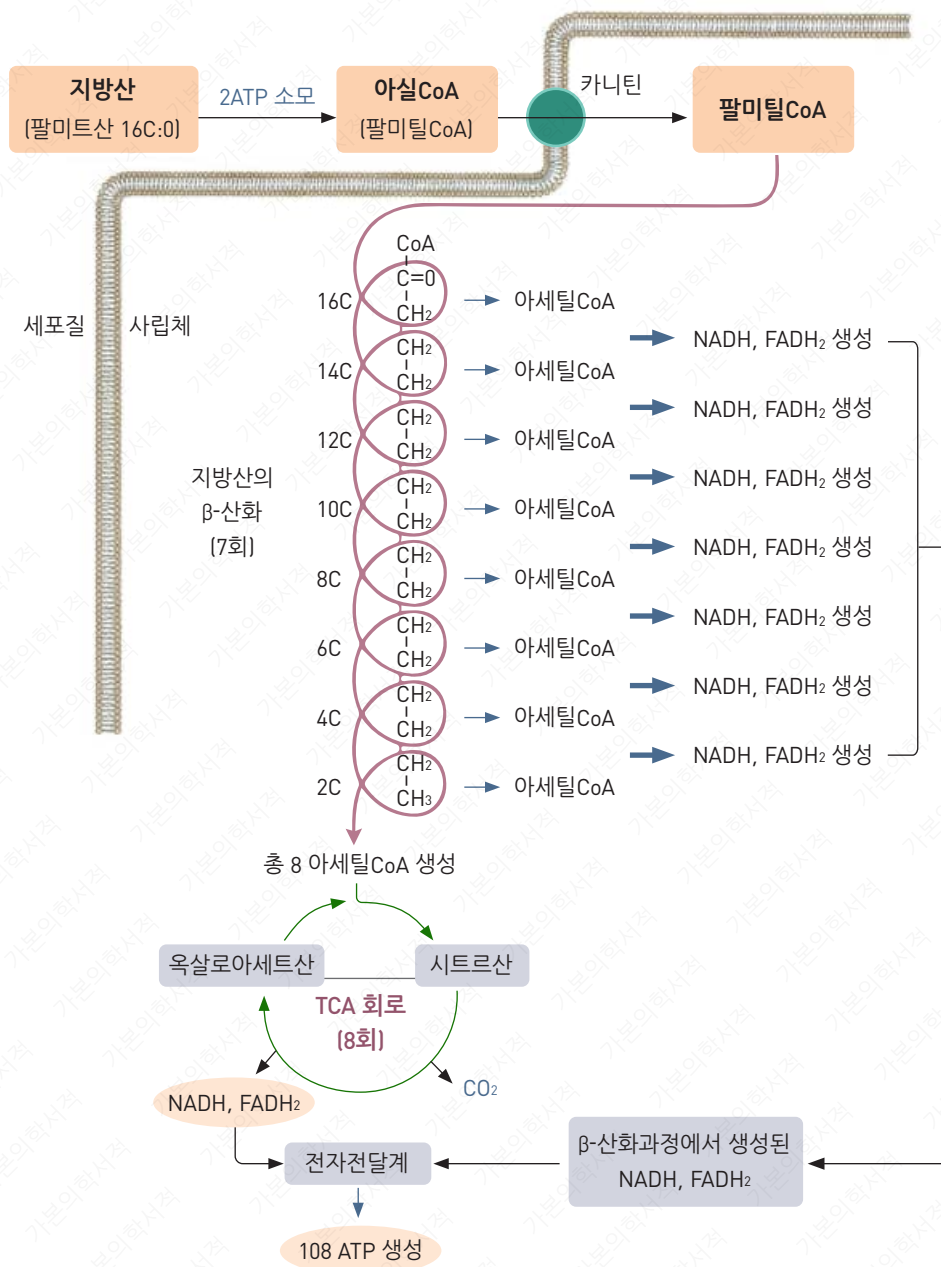 지방산
(팔미트산 16C:0)
2ATP 소모
아실CoA
(팔미틸CoA)
카니틴
팔미틸CoA
세포질
사립체
CoA
C=O
CH₂
16C
아세틸CoA
NADH, FADH₂ 생성
CH₂
CH₂
14C
아세틸CoA
NADH, FADH₂ 생성
CH₂
CH₂
12C
아세틸CoA
NADH, FADH₂ 생성
지방산의
β-산화
(7회)
CH₂
CH₂
10C
아세틸CoA
NADH, FADH₂ 생성
CH₂
CH₂
8C
아세틸CoA
NADH, FADH₂ 생성
CH₂
CH₂
6C
아세틸CoA
NADH, FADH₂ 생성
CH₂
CH₂
4C
아세틸CoA
NADH, FADH₂ 생성
CH₂
CH₃
2C
아세틸CoA
총 8 아세틸CoA 생성
옥살로아세트산
시트르산
TCA 회로
(8회)
CO₂
NADH, FADH₂
전자전달계
β-산화과정에서 생성된
NADH, FADH₂
108 ATP 생성
가본의학서적